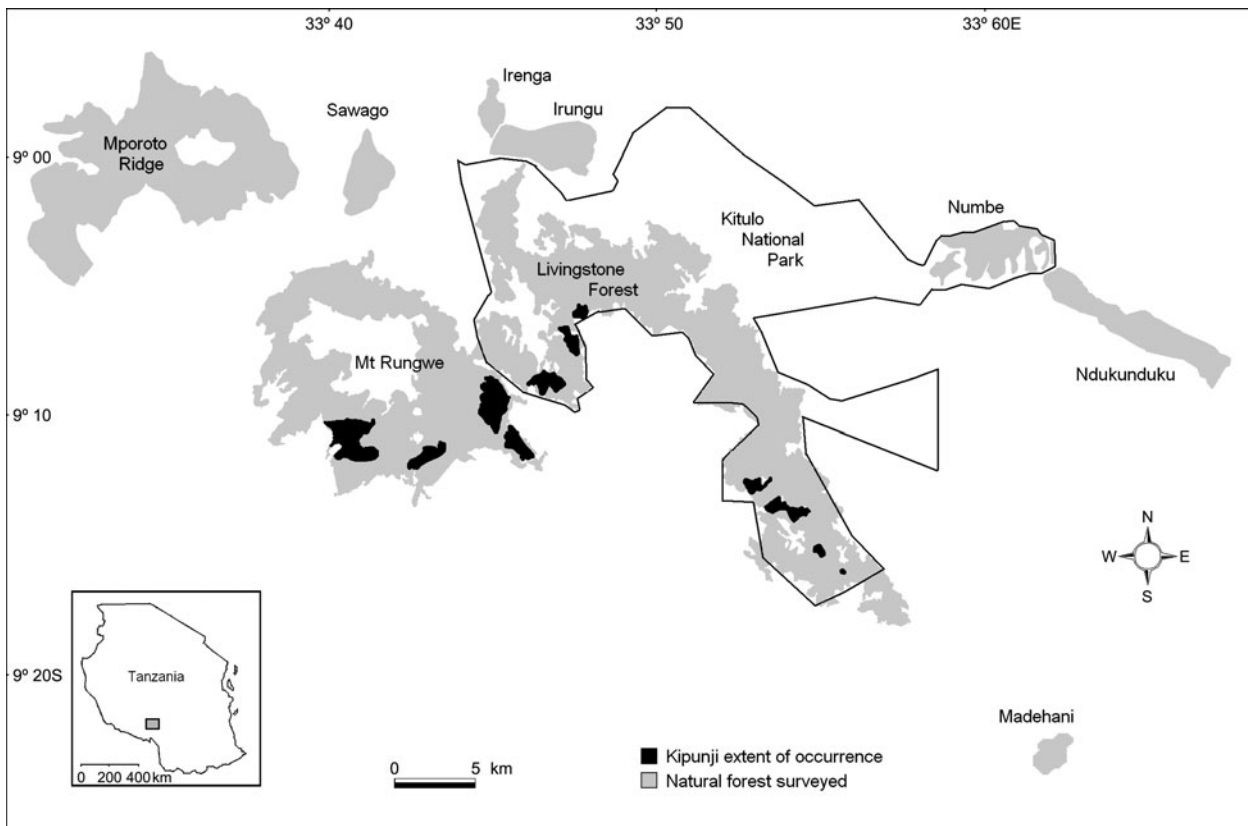 33º 40
33º 50
33º 60E
Irenga
Irungu
Sawago
Mporoto
Ridge
9º 00
Numbe
Kitulo
National
Park
Livingstone
Forest
Mt Rungwe
Ndukunduku
9º 10
N
W
E
S
9º 20S
Tanzania
0 200 400 km
Madehani
0 5 km
Kipunji extent of occurrence
Natural forest surveyed